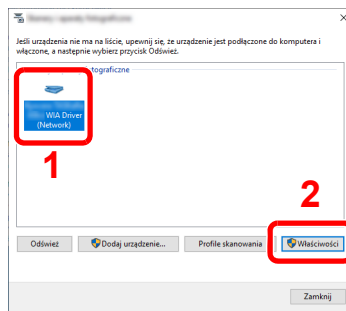 Jeśli urządzenia nie ma na liście, upewnij się, że urządzenie jest podłączone do komputera i
włączone, a następnie wybierz przycisk Odśwież.
tograficzne
WIA Driver
(Network)
1
2
Odśwież
Dodaj urządzenie...
Profile skanowania
Właściwości
Zamknij